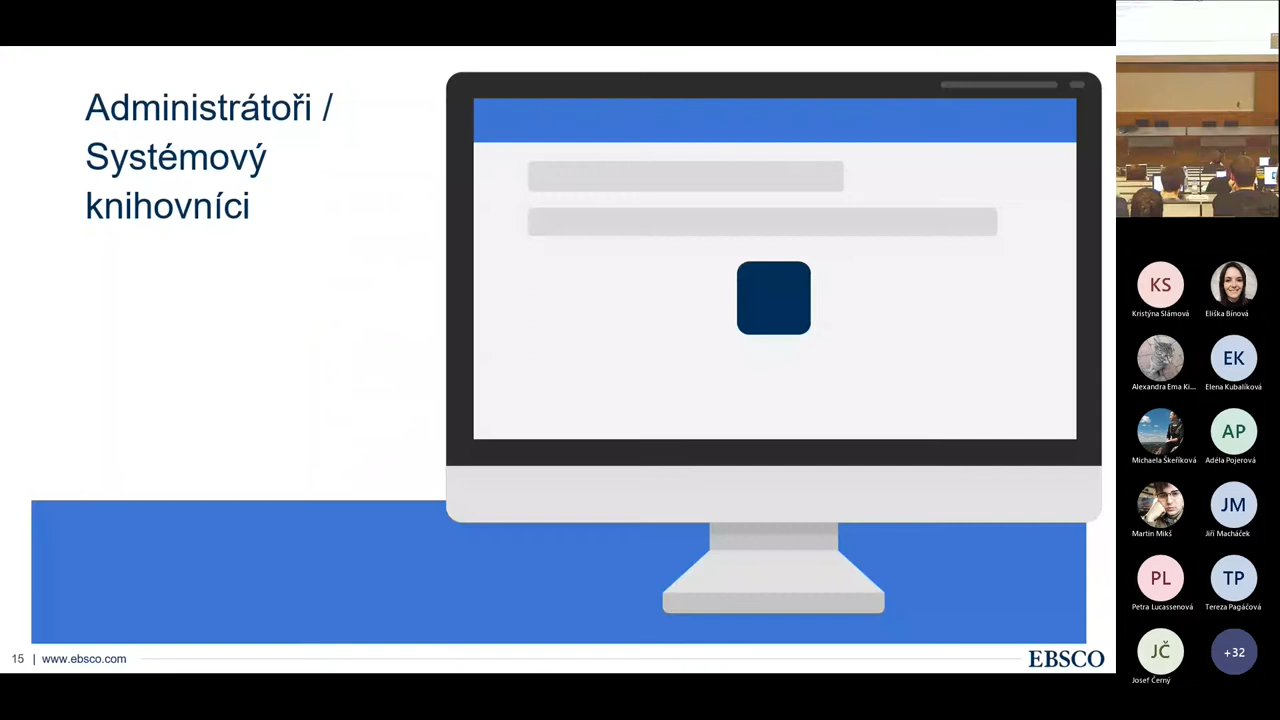 Administrátoři /
Systémový
knihovníci
15 | www.ebsco.com
EBSCO
KS
Kristýna Slámová
Eliška Bínová
Alexandra Ema Ki...
EK
Elena Kubalíková
Michaela Škeříková
AP
Adéla Pojerová
Martin Mikš
JM
Jiří Macháček
PL
Petra Lucassenová
TP
Tereza Pagáčová
JČ
Josef Černý
+32